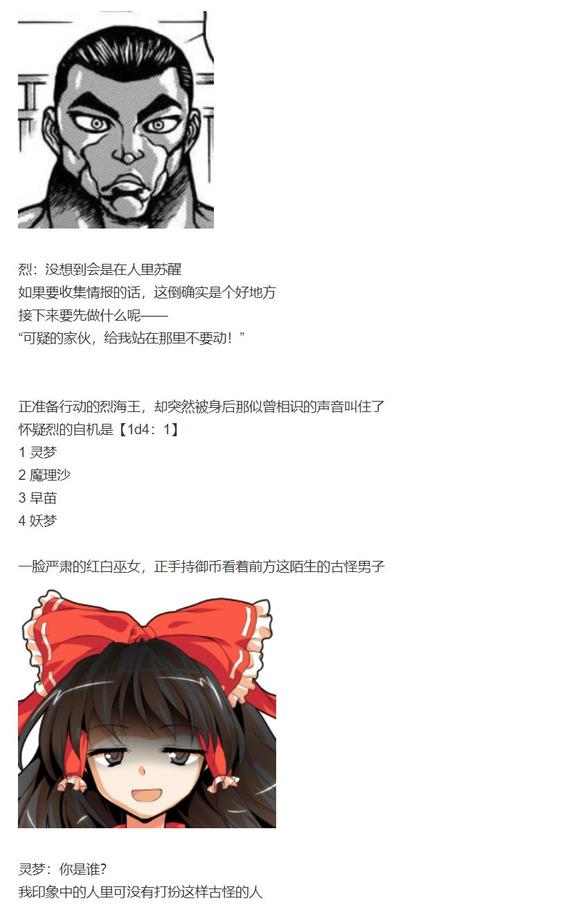 烈：没想到会是在人里苏醒
如果要收集情报的话，这倒确实是个好地方
接下来要先做什么呢——
“可疑的家伙，给我站在那里不要动！”
正准备行动的烈海王，却突然被身后那似曾相识的声音叫住了
怀疑烈的自机是【1d4：1】
1 灵梦
2 魔理沙
3 早苗
4 妖梦
一脸严肃的红白巫女，正手持御币看着前方这陌生的古怪男子
灵梦：你是谁？
我印象中的人里可没有打扮这样古怪的人